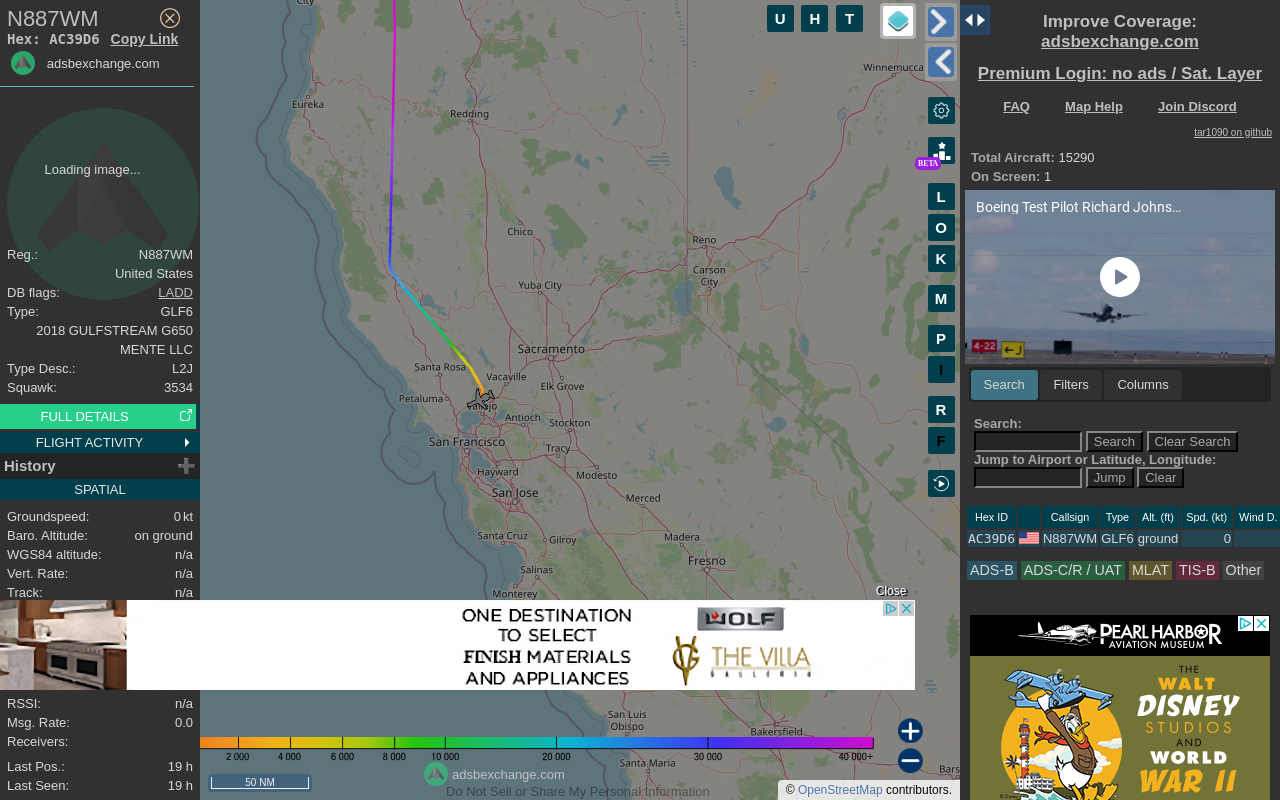 N887WM
Hex: AC39D6 Copy Link
adsbexchange.com
Loading image...
Reg.: N887WM
United States
DB flags: LADD
Type: GLF6
2018 GULFSTREAM G650
MENTE LLC
Type Desc.: L2J
Squawk: 3534
FULL DETAILS
FLIGHT ACTIVITY
History
SPATIAL
Groundspeed: 0 kt
Baro. Altitude: on ground
WGS84 altitude: n/a
Vert. Rate: n/a
Track: n/a
RSSI: n/a
Msg. Rate: 0.0
Receivers:
Last Pos.: 19 h
Last Seen: 19 h
City
Winnemucca
Eureka
Redding
Chico
Reno
Carson
City
Yuba City
Sacramento
Santa Rosa
Vacaville
Elk Grove
Petaluma
Vallejo
Antioch
Stockton
San Francisco
Tracy
Hayward
Modesto
San Jose
Merced
Santa Cruz
Gilroy
Madera
Fresno
Salinas
Monterey
San Luis
Obispo
Bakersfield
Santa Maria
Bars
U H T
BETA
L
O
K
M
P
I
R
F
Close
ONE DESTINATION
TO SELECT
FINISH MATERIALS
AND APPLIANCES
WOLF
VG THE VILLA
GALLERIA
2 000 4 000 6 000 8 000 10 000 20 000 30 000 40 000+
50 NM
adsbexchange.com
Do Not Sell or Share My Personal Information
© OpenStreetMap contributors.
Improve Coverage:
adsbexchange.com
Premium Login: no ads / Sat. Layer
FAQ Map Help Join Discord
tar1090 on github
Total Aircraft: 15290
On Screen: 1
Boeing Test Pilot Richard Johns…
4-22 J
Search Filters Columns
Search:
Search Clear Search
Jump to Airport or Latitude, Longitude:
Jump Clear
Hex ID Callsign Type Alt. (ft) Spd. (kt) Wind D.
AC39D6 N887WM GLF6 ground 0
ADS-B ADS-C/R / UAT MLAT TIS-B Other
PEARL HARBOR
AVIATION MUSEUM
THE
WALT
DISNEY
STUDIOS
AND
WORLD
WAR II